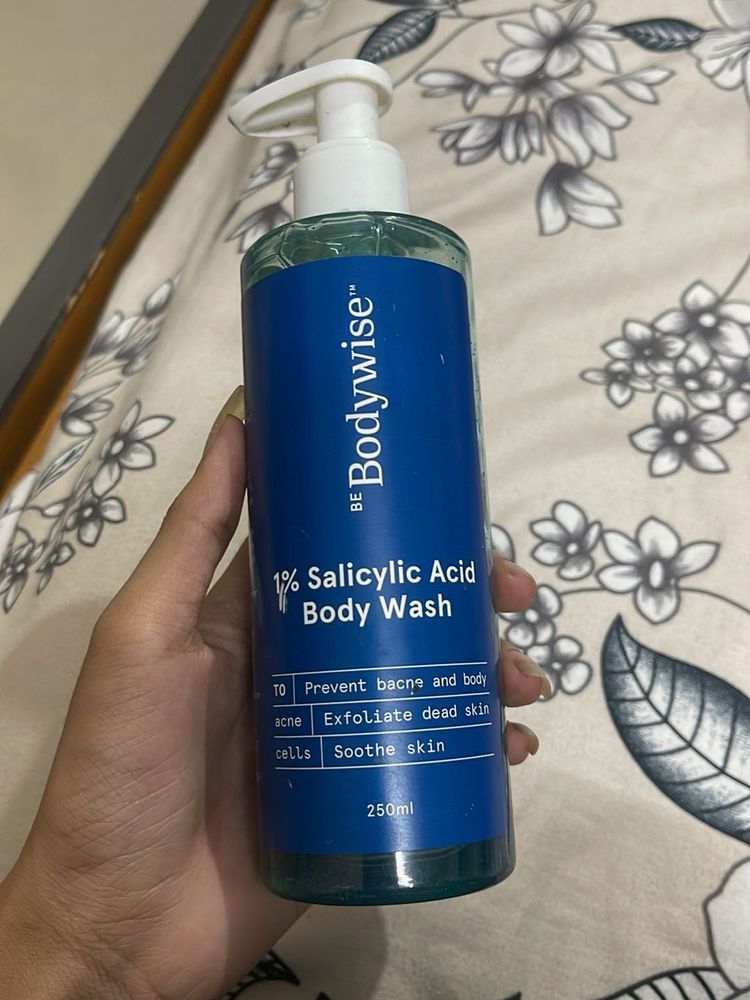 BE Bodywise™
1% Salicylic Acid
Body Wash
TO Prevent bacne and body
acne Exfoliate dead skin
cells Soothe skin
250ml